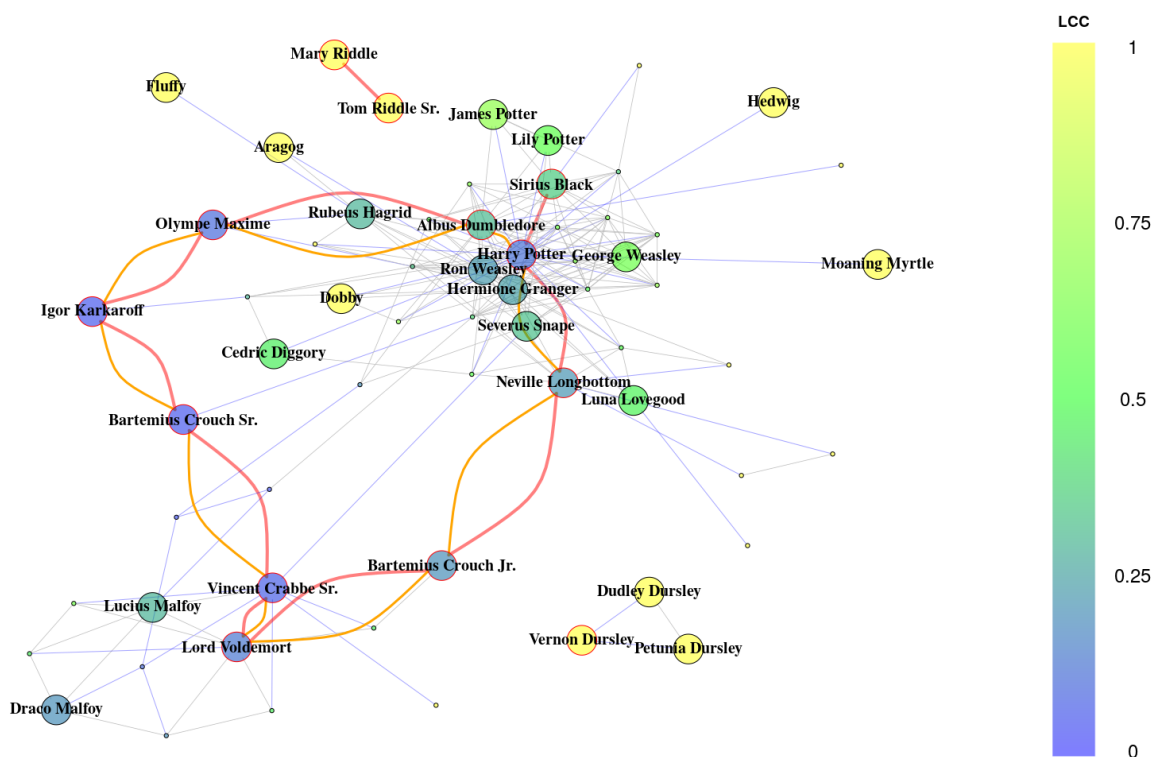 LCC
1
0.75
0.5
0.25
0
Mary Riddle
Fluffy
Tom Riddle Sr.
Hedwig
James Potter
Lily Potter
Aragog
Sirius Black
Rubeus Hagrid
Olympe Maxime
Albus Dumbledore
Harry Potter
George Weasley
Moaning Myrtle
Ron Weasley
Hermione Granger
Dobby
Igor Karkaroff
Severus Snape
Cedric Diggory
Neville Longbottom
Luna Lovegood
Bartemius Crouch Sr.
Bartemius Crouch Jr.
Vincent Crabbe Sr.
Dudley Dursley
Lucius Malfoy
Vernon Dursley
Petunia Dursley
Lord Voldemort
Draco Malfoy